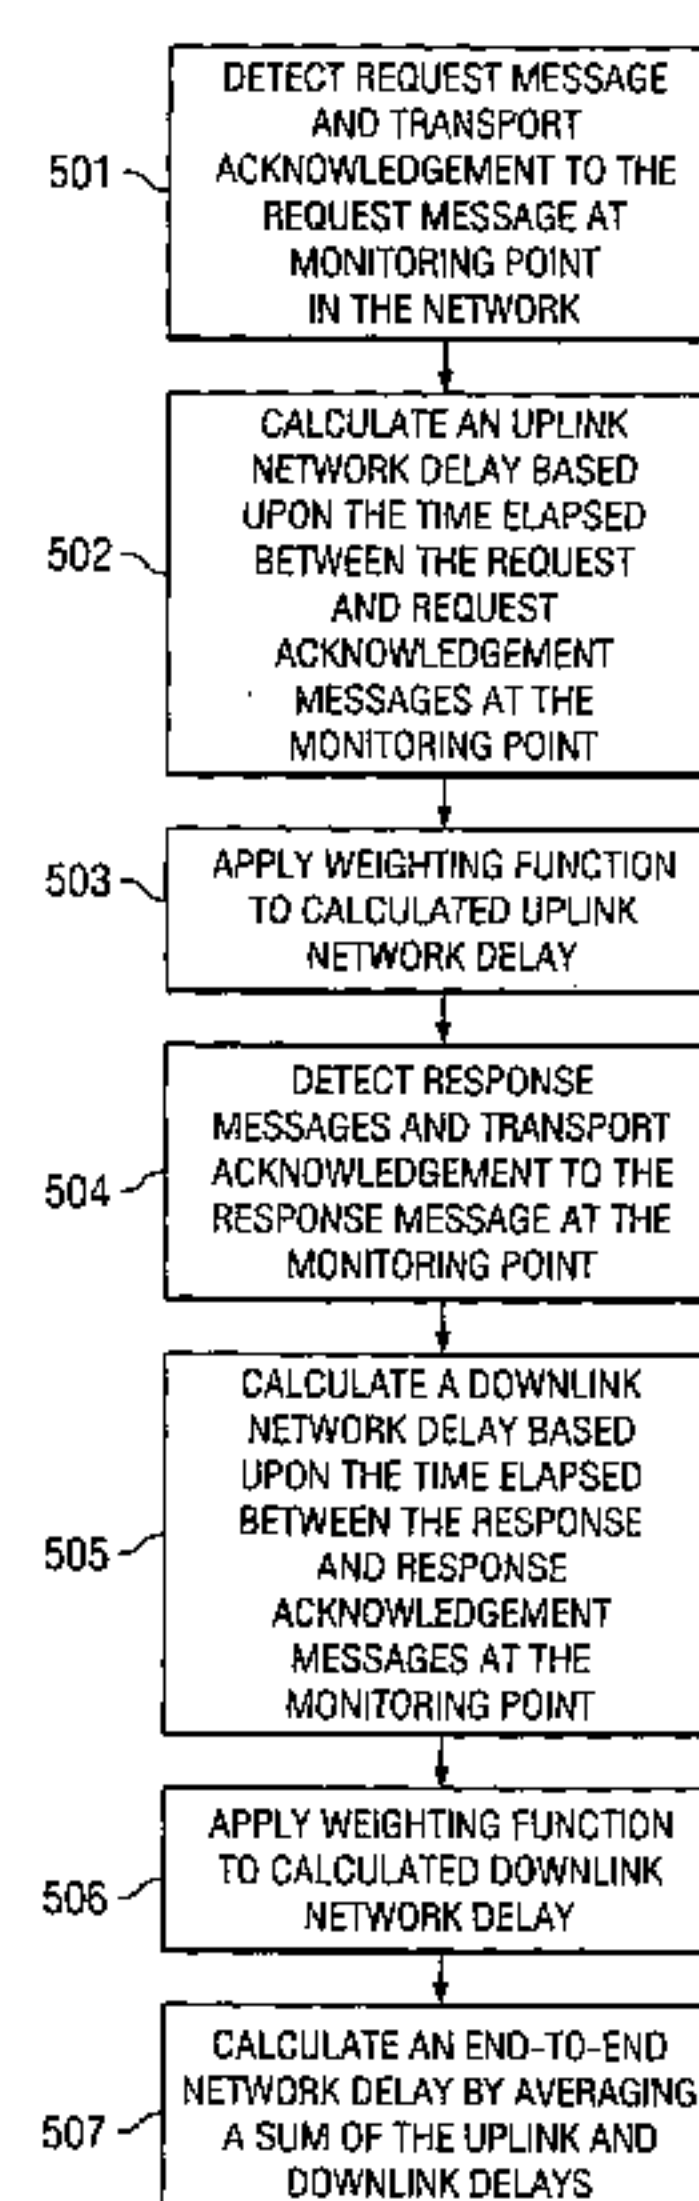 DETECT REQUEST MESSAGE
AND TRANSPORT
ACKNOWLEDGEMENT TO THE
REQUEST MESSAGE AT
MONITORING POINT
IN THE NETWORK
501
CALCULATE AN UPLINK
NETWORK DELAY BASED
UPON THE TIME ELAPSED
BETWEEN THE REQUEST
AND REQUEST
ACKNOWLEDGEMENT
MESSAGES AT THE
MONITORING POINT
502
APPLY WEIGHTING FUNCTION
TO CALCULATED UPLINK
NETWORK DELAY
503
DETECT RESPONSE
MESSAGES AND TRANSPORT
ACKNOWLEDGEMENT TO THE
RESPONSE MESSAGE AT THE
MONITORING POINT
504
CALCULATE A DOWNLINK
NETWORK DELAY BASED
UPON THE TIME ELAPSED
BETWEEN THE RESPONSE
AND RESPONSE
ACKNOWLEDGEMENT
MESSAGES AT THE
MONITORING POINT
505
APPLY WEIGHTING FUNCTION
TO CALCULATED DOWNLINK
NETWORK DELAY
506
CALCULATE AN END-TO-END
NETWORK DELAY BY AVERAGING
A SUM OF THE UPLINK AND
DOWNLINK DELAYS
507